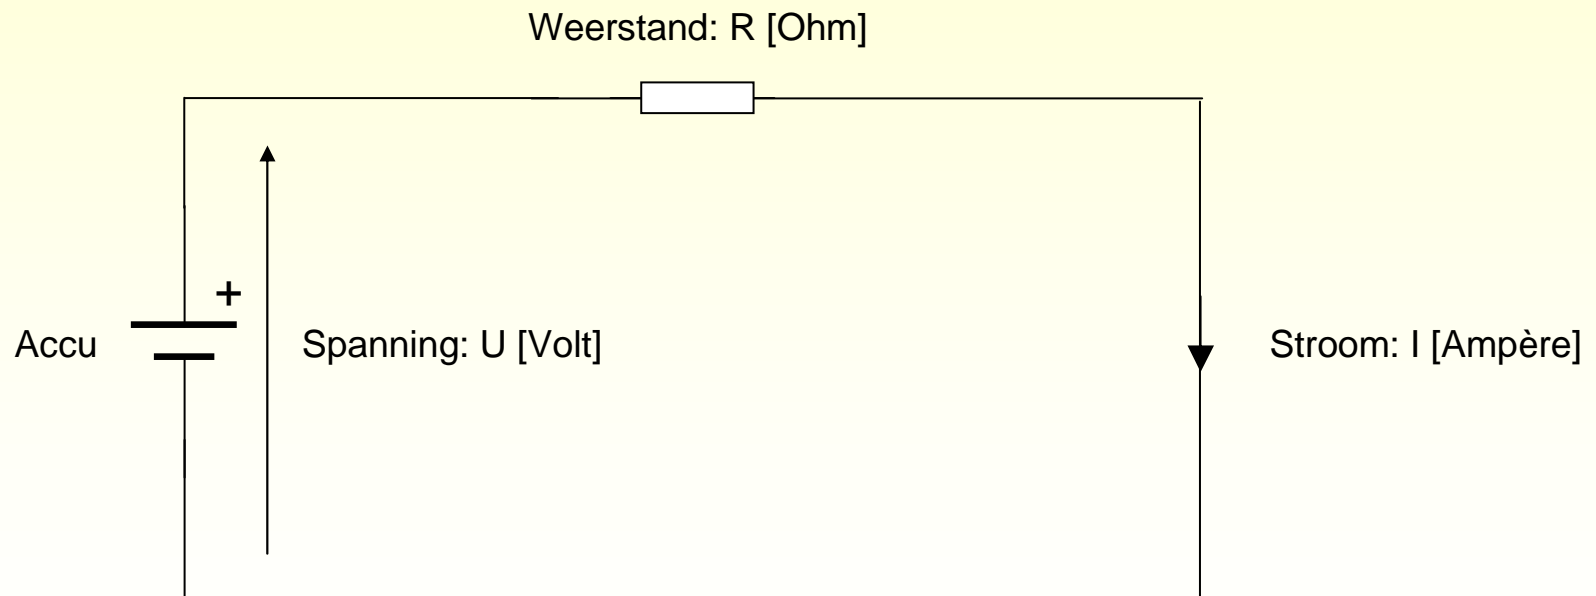 Weerstand: R [Ohm]
+
Accu
Spanning: U [Volt]
Stroom: I [Ampère]